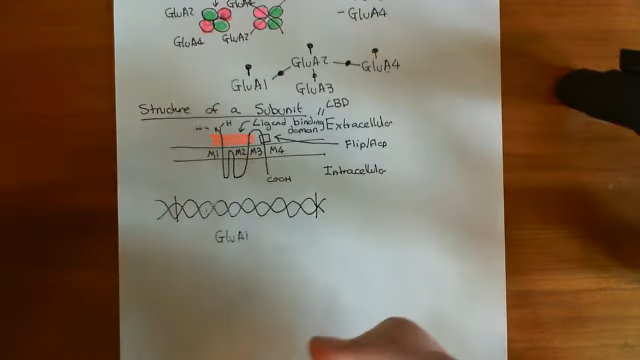 GluA2
GluA4
GluA2
- GluA4
GluA1
GluA2
GluA4
GluA3
Structure of a Subunit
LBD
Ligand binding domain
Extracellular
Flip/flop
M1 M2 M3 M4
Intracellular
COOH
GluA1